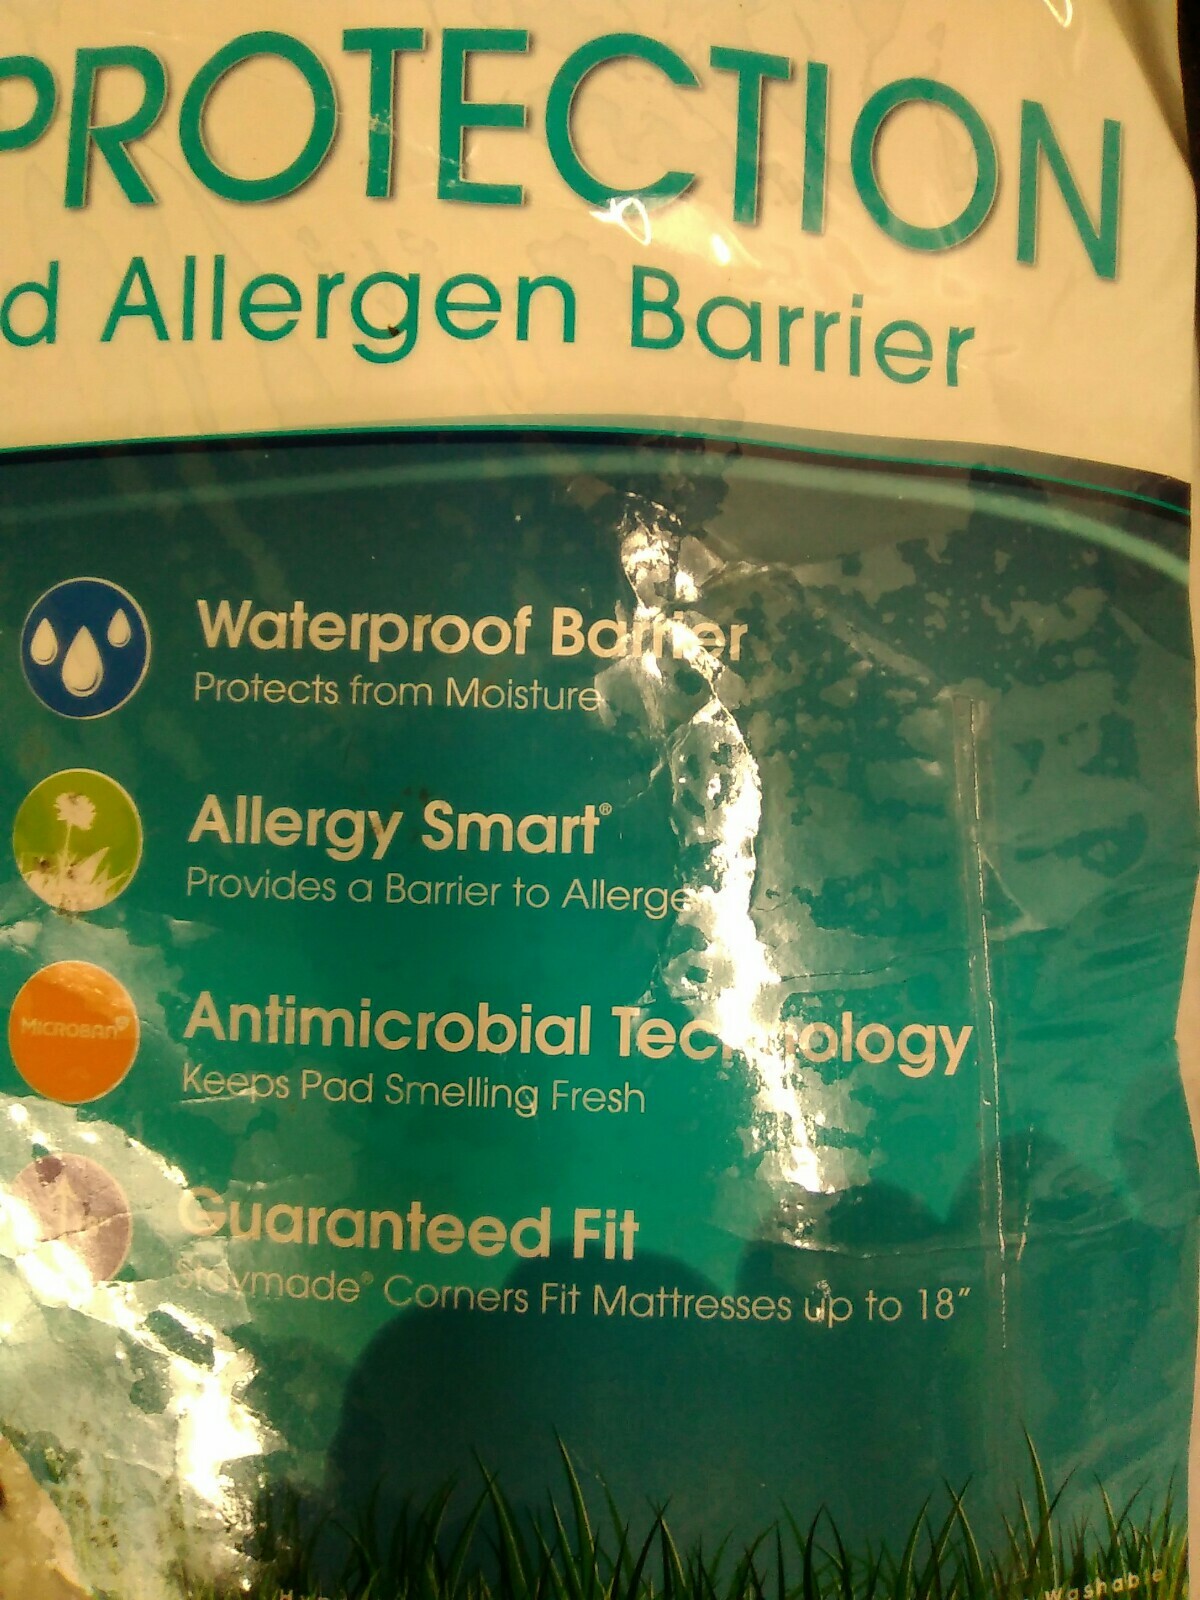 PROTECTION
d Allergen Barrier
Waterproof Barrier
Protects from Moisture
Allergy Smart®
Provides a Barrier to Allerge
MICROBAN®
Antimicrobial Technology
Keeps Pad Smelling Fresh
Guaranteed Fit
Staymade® Corners Fit Mattresses up to 18”
Washable